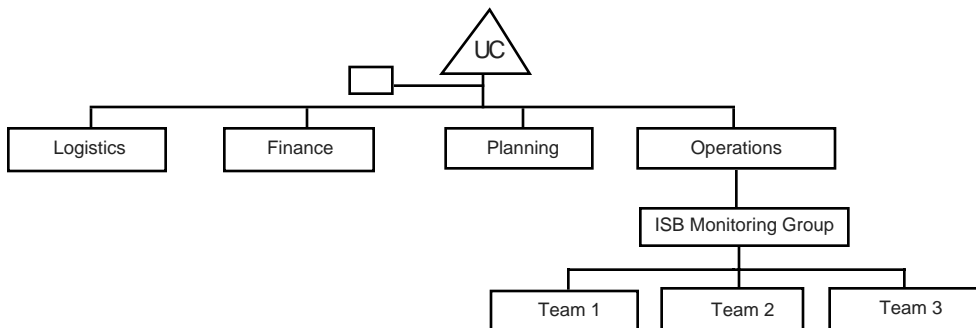 UC
Logistics
Finance
Planning
Operations
ISB Monitoring Group
Team 1
Team 2
Team 3